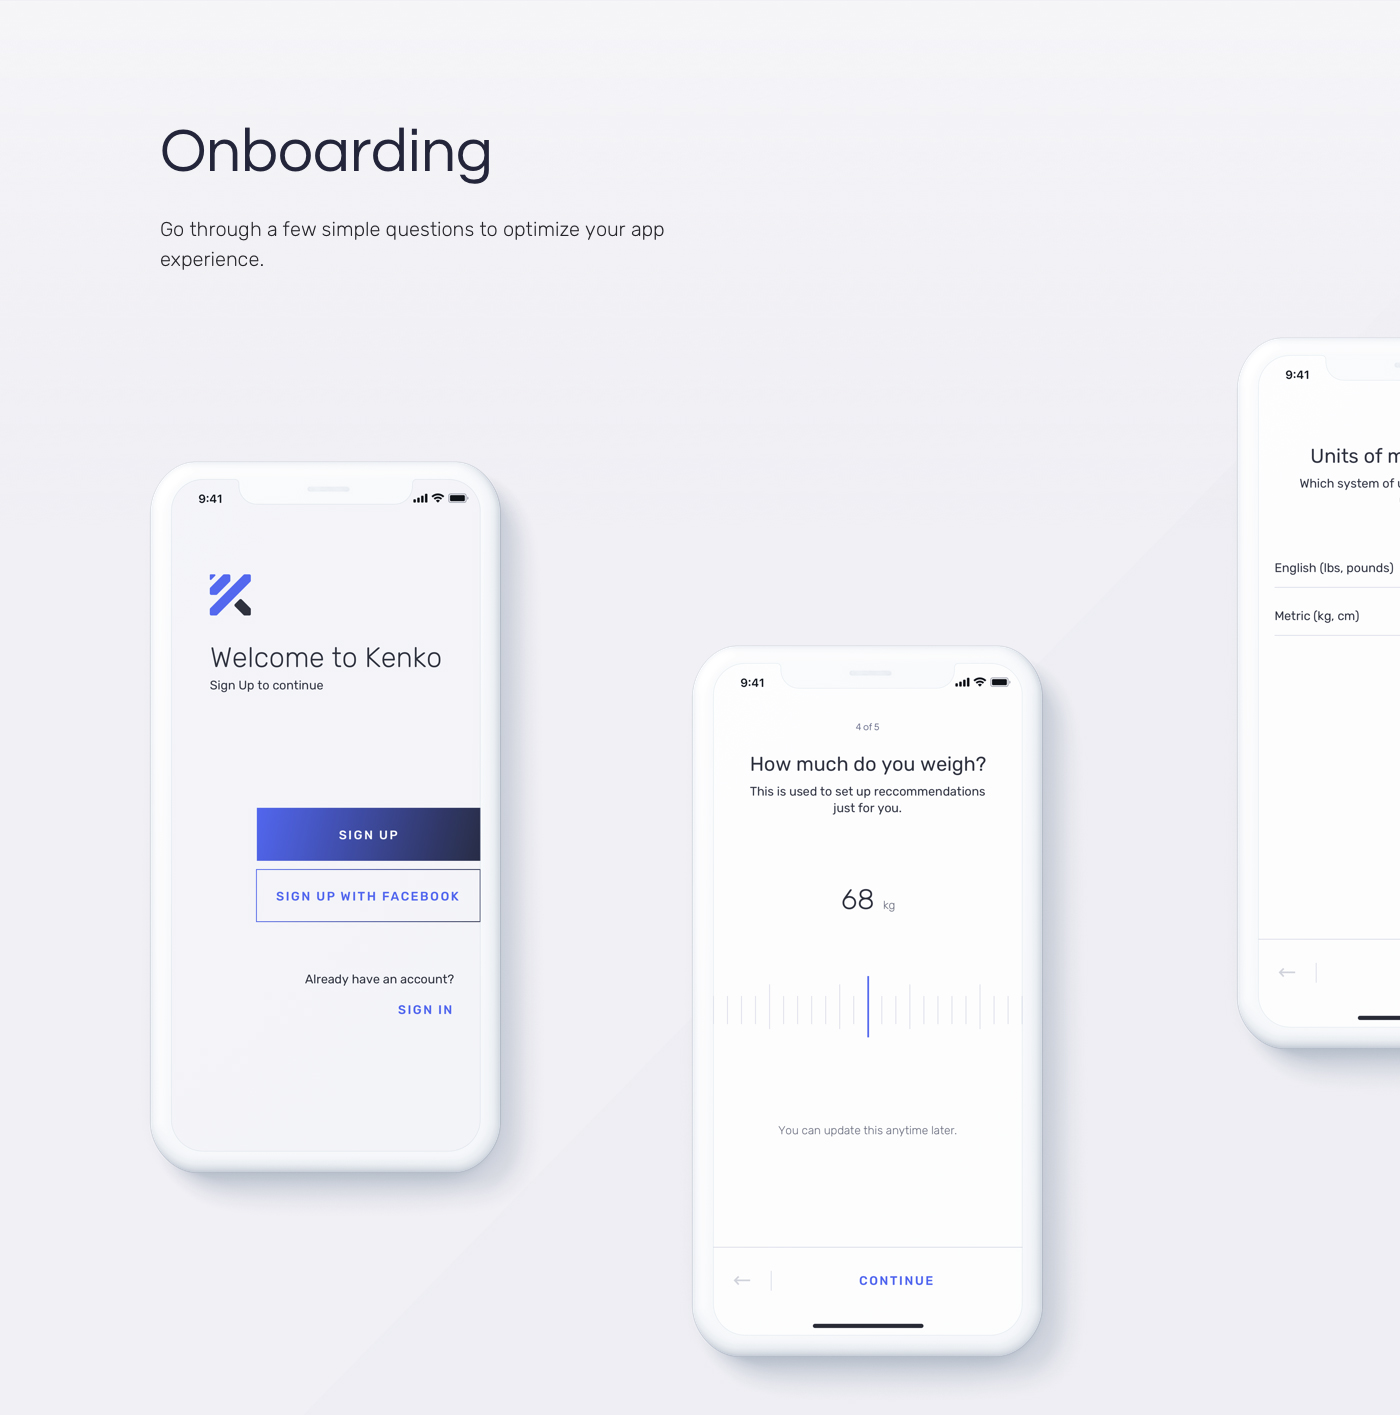 Onboarding
Go through a few simple questions to optimize your app
experience.
9:41
Welcome to Kenko
Sign Up to continue
SIGN UP
SIGN UP WITH FACEBOOK
Already have an account?
SIGN IN
9:41
4 of 5
How much do you weigh?
This is used to set up reccommendations
just for you.
68 kg
You can update this anytime later.
CONTINUE
9:41
Units of m
Which system of u
English (lbs, pounds)
Metric (kg, cm)